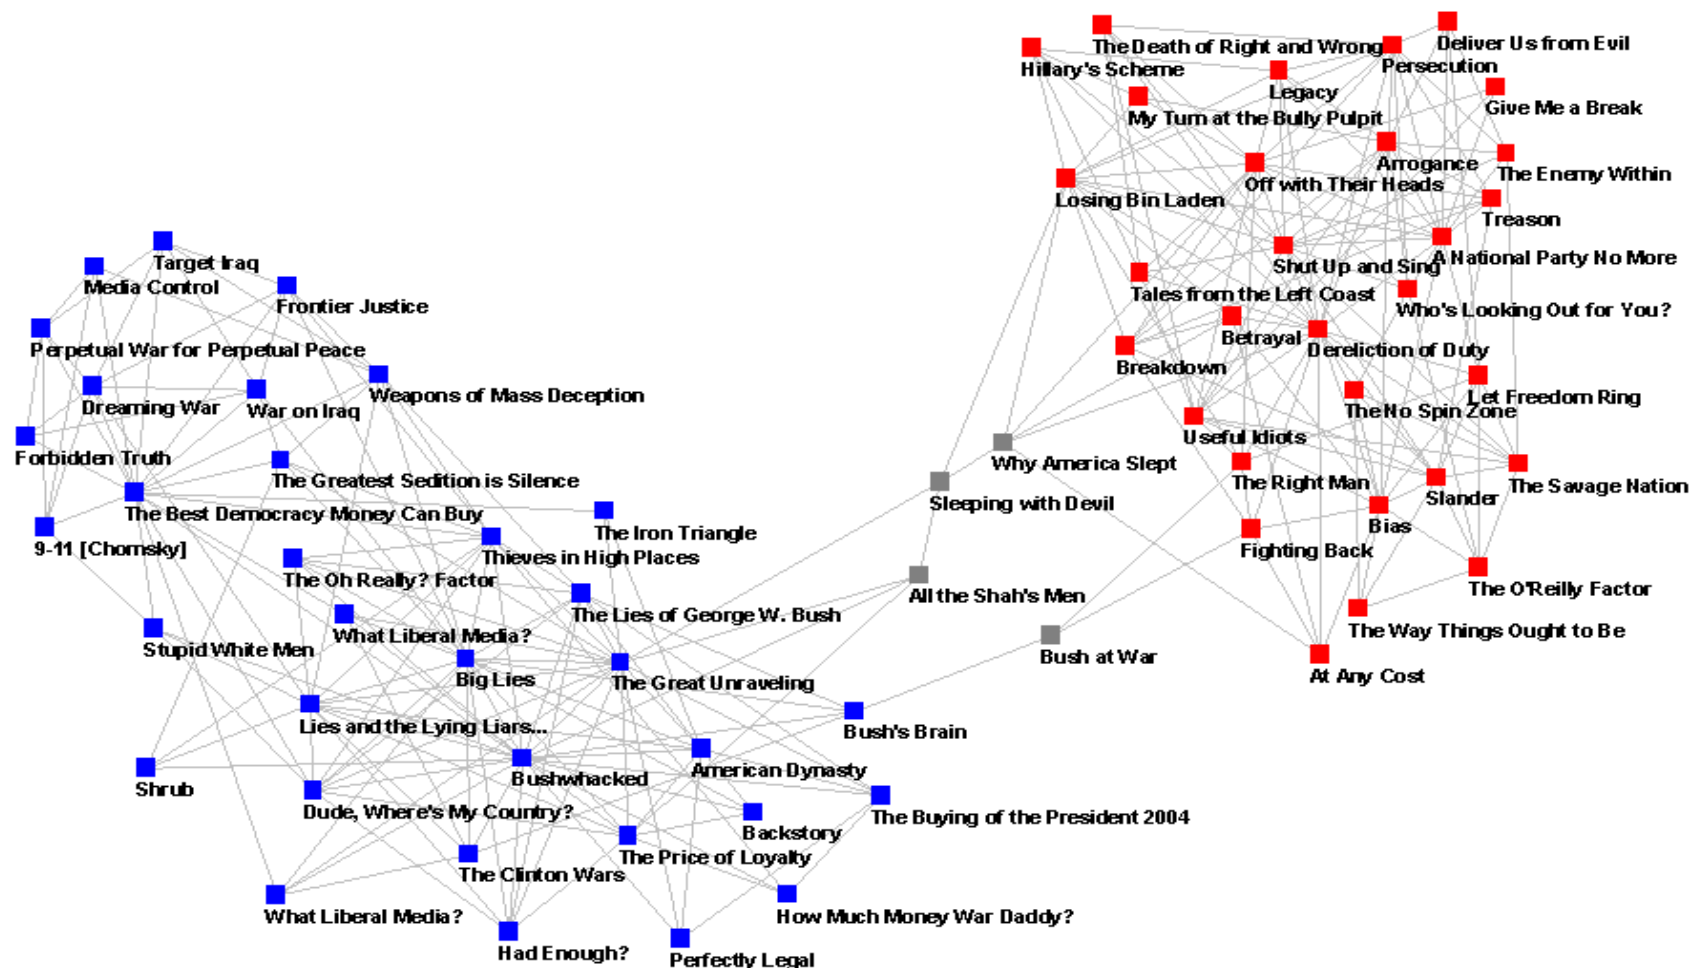 The Death of Right and Wrong
Deliver Us from Evil
Hillary's Scheme
Persecution
Legacy
Give Me a Break
My Turn at the Bully Pulpit
Arrogance
The Enemy Within
Off with Their Heads
Losing Bin Laden
Treason
A National Party No More
Shut Up and Sing
Tales from the Left Coast
Who's Looking Out for You?
Betrayal
Dereliction of Duty
Breakdown
Let Freedom Ring
The No Spin Zone
Useful Idiots
Why America Slept
The Right Man
The Savage Nation
Slander
Sleeping with Devil
Bias
Fighting Back
The O'Reilly Factor
All the Shah's Men
The Way Things Ought to Be
Bush at War
At Any Cost
Target Iraq
Media Control
Frontier Justice
Perpetual War for Perpetual Peace
Weapons of Mass Deception
Dreaming War
War on Iraq
Forbidden Truth
The Greatest Sedition is Silence
The Best Democracy Money Can Buy
The Iron Triangle
9-11 [Chomsky]
Thieves in High Places
The Oh Really? Factor
The Lies of George W. Bush
What Liberal Media?
Stupid White Men
Big Lies
The Great Unraveling
Lies and the Lying Liars...
Bush's Brain
American Dynasty
Bushwhacked
Shrub
Dude, Where's My Country?
The Buying of the President 2004
Backstory
The Price of Loyalty
The Clinton Wars
What Liberal Media?
How Much Money War Daddy?
Had Enough?
Perfectly Legal